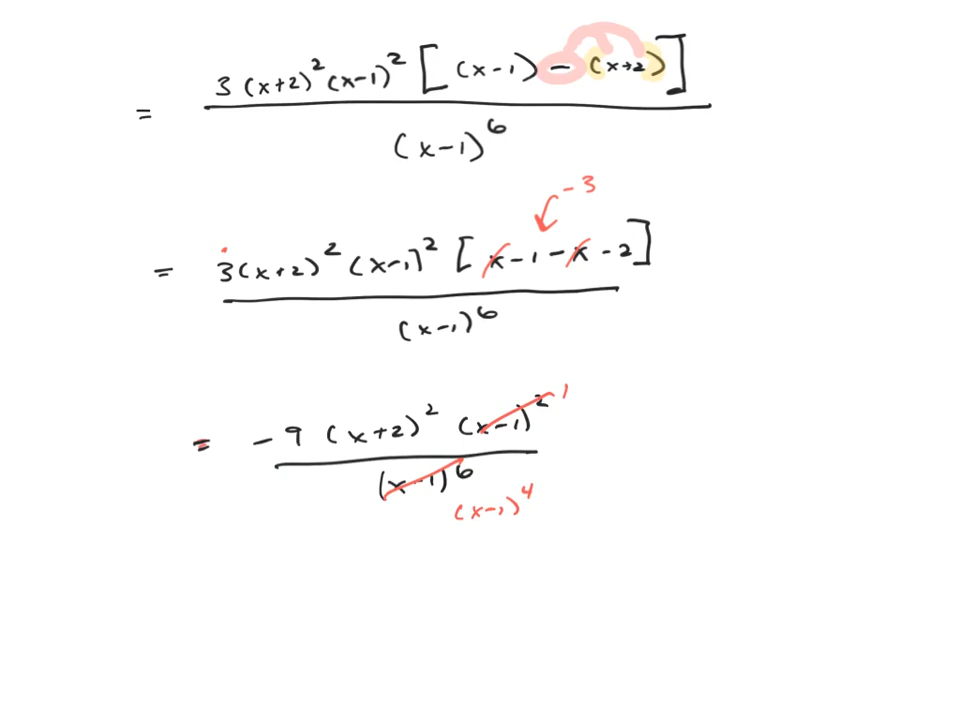 3(x+2)²(x-1)² [(x-1) - (x+2)]
=
(x-1)⁶
-3
= 3(x+2)²(x-1)² [x-1-x-2]
(x-1)⁶
= -9(x+2)²(x-1)² 1
(x-1)⁶
(x-1)⁴